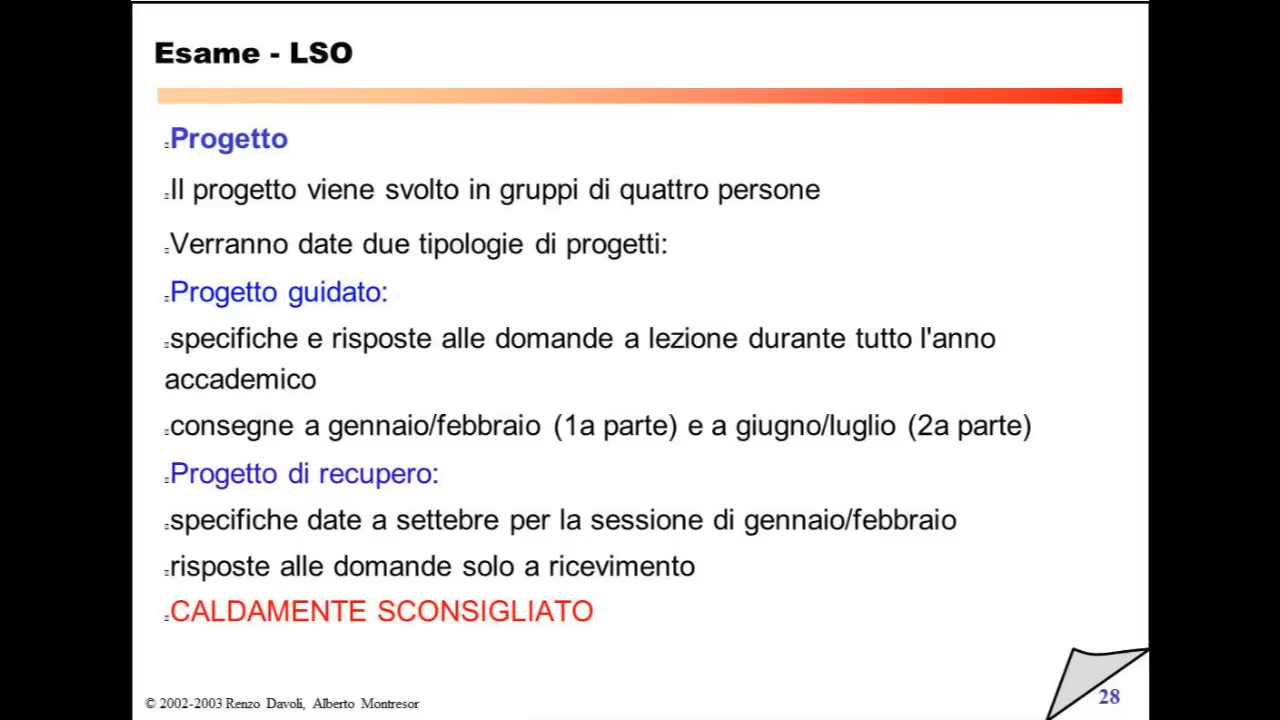 Esame - LSO
Progetto
Il progetto viene svolto in gruppi di quattro persone
Verranno date due tipologie di progetti:
Progetto guidato:
specifiche e risposte alle domande a lezione durante tutto l'anno
accademico
consegne a gennaio/febbraio (1a parte) e a giugno/luglio (2a parte)
Progetto di recupero:
specifiche date a settebre per la sessione di gennaio/febbraio
risposte alle domande solo a ricevimento
CALDAMENTE SCONSIGLIATO
© 2002-2003 Renzo Davoli, Alberto Montresor
28